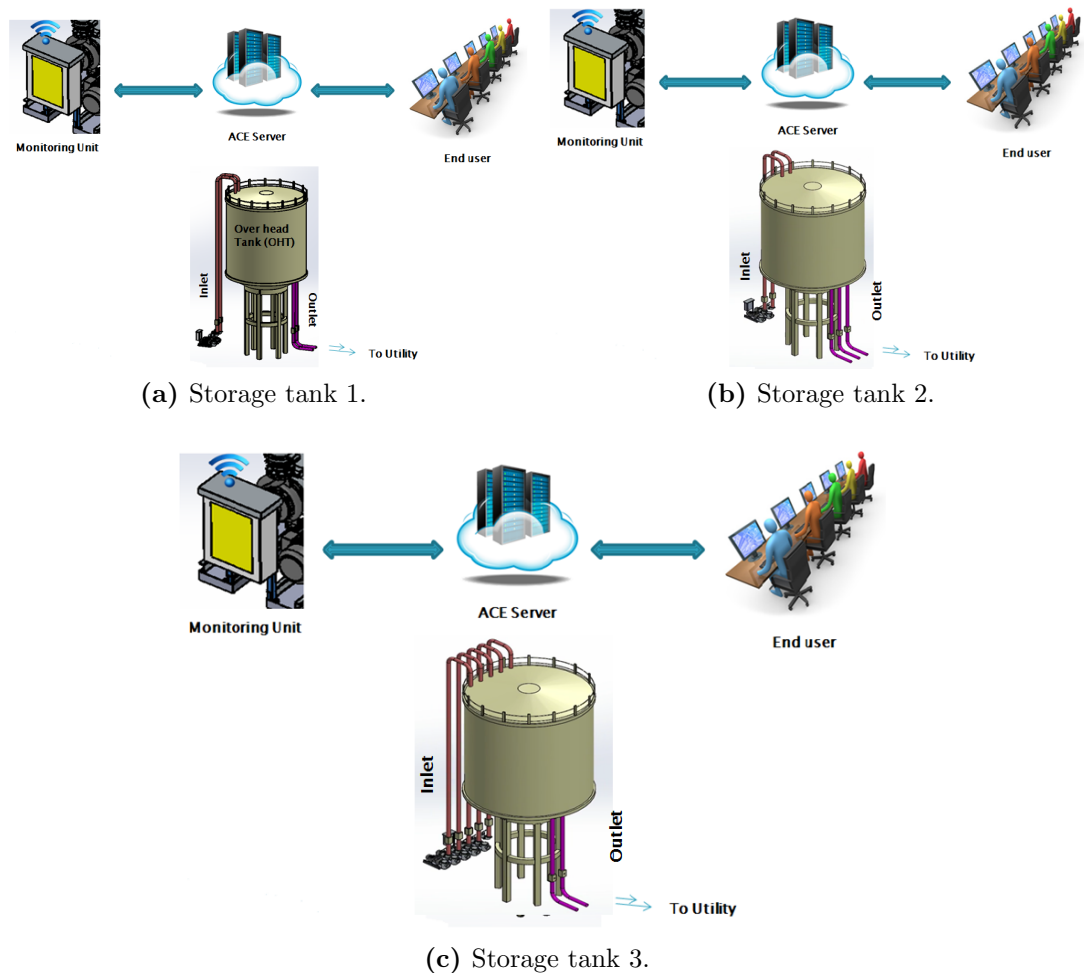 Monitoring Unit
ACE Server
End user
Over head
Tank (OHT)
Inlet
Outlet
To Utility
(a) Storage tank 1.
Monitoring Unit
ACE Server
End user
Inlet
Outlet
To Utility
(b) Storage tank 2.
Monitoring Unit
ACE Server
End user
Inlet
Outlet
To Utility
(c) Storage tank 3.